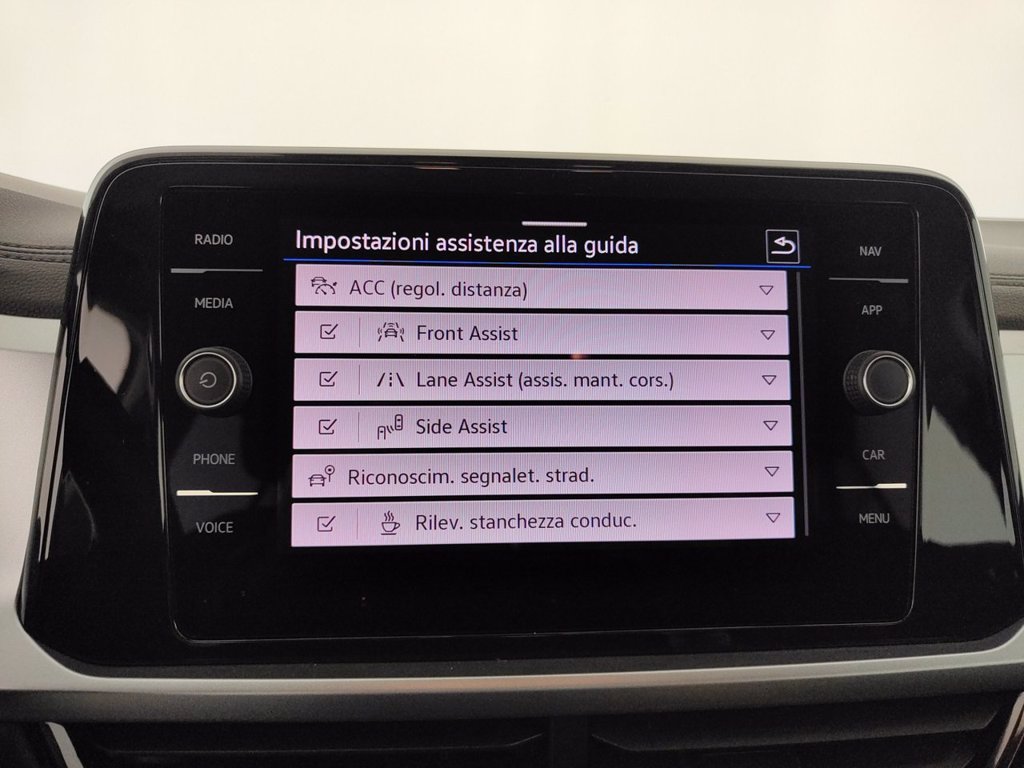 RADIO
MEDIA
PHONE
VOICE
Impostazioni assistenza alla guida
ACC (regol. distanza)
Front Assist
Lane Assist (assis. mant. cors.)
Side Assist
Riconoscim. segnalet. strad.
Rilev. stanchezza conduc.
NAV
APP
CAR
MENU